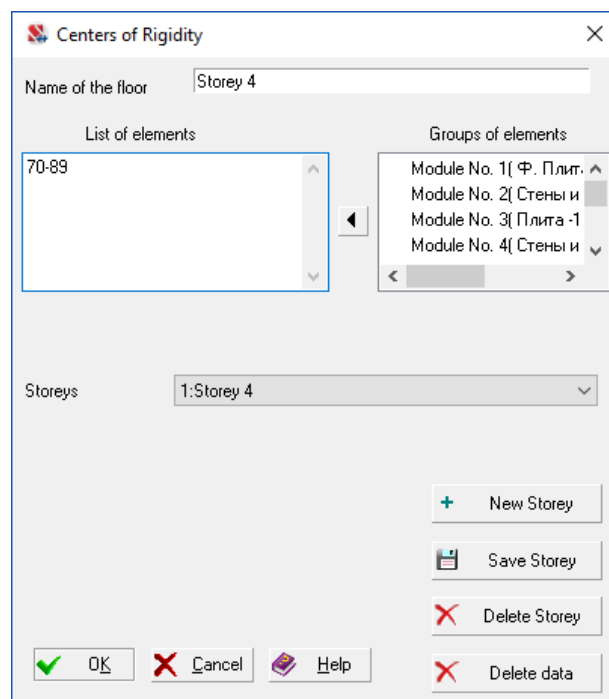 Centers of Rigidity
Name of the floor
Storey 4
List of elements
Groups of elements
70-89
Module No. 1( Ф. Плит
Module No. 2( Стены и
Module No. 3( Плита -1
Module No. 4( Стены и
Storeys
1:Storey 4
New Storey
Save Storey
Delete Storey
OK
Cancel
Help
Delete data